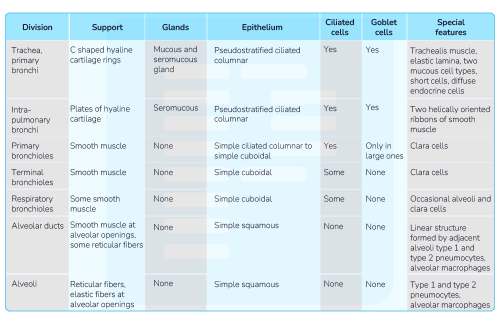 Division Support Glands Epithelium Ciliated cells Goblet cells Special features
Trachea, primary bronchi C shaped hyaline cartilage rings Mucous and seromucous gland Pseudostratified ciliated columnar Yes Yes Trachealis muscle, elastic lamina, two mucous cell types, short cells, diffuse endocrine cells
Intra-pulmonary bronchi Plates of hyaline cartilage Seromucous Pseudostratified ciliated columnar Yes Yes Two helically oriented ribbons of smooth muscle
Primary bronchioles Smooth muscle None Simple ciliated columnar to simple cuboidal Yes Only in large ones Clara cells
Terminal bronchioles Smooth muscle None Simple cuboidal Some None Clara cells
Respiratory bronchioles Some smooth muscle None Simple cuboidal Some None Occasional alveoli and clara cells
Alveolar ducts Smooth muscle at alveolar openings, some reticular fibers None Simple squamous None None Linear structure formed by adjacent alveoli type 1 and type 2 pneumocytes, alveolar macrophages
Alveoli Reticular fibers, elastic fibers at alveolar openings None Simple squamous None None Type 1 and type 2 pneumocytes, alveolar macrophages